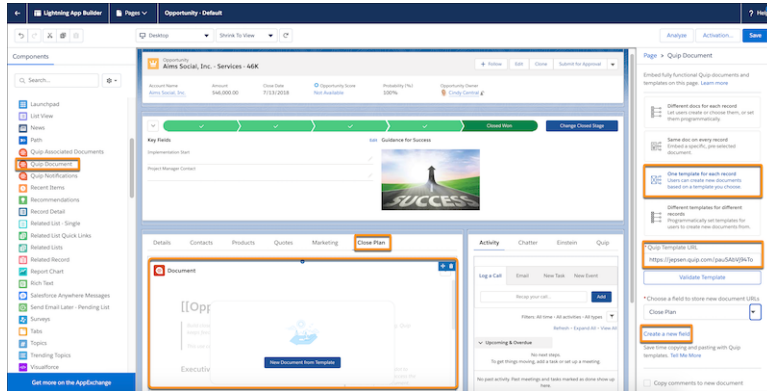 Lightning App Builder
Pages
Opportunity - Default
? Help
Desktop
Shrink To View
Analyze
Activation...
Save
Components
Search...
Launchpad
List View
News
Path
Quip Associated Documents
Quip Document
Quip Notifications
Recent Items
Recommendations
Record Detail
Related List - Single
Related List Quick Links
Related Lists
Related Record
Report Chart
Rich Text
Salesforce Anywhere Messages
Send Email Later - Pending List
Surveys
Tabs
Topics
Trending Topics
Visualforce
Get more on the AppExchange
Opportunity
Aims Social, Inc. - Services - 46K
+ Follow
Edit
Clone
Submit for Approval
Account Name
Amount
Close Date
Opportunity Score
Probability (%)
Opportunity Owner
Aims Social, Inc.
$46,000.00
7/13/2018
Not Available
100%
Cindy Central
Closed Won
Change Closed Stage
Key Fields
Edit
Guidance for Success
Implementation Start
Project Manager Contact
SUCCESS
Details
Contacts
Products
Quotes
Marketing
Close Plan
Document
[[Opp
New Document from Template
Executiv
Activity
Chatter
Einstein
Quip
Log a Call
Email
New Task
New Event
Recap your call...
Add
Filters: All time • All activities • All types
Refresh • Expand All • View All
Upcoming & Overdue
No next steps.
To get things moving, add a task or set up a meeting.
No past activity. Past meetings and tasks marked as done show up here.
Page > Quip Document
Embed fully functional Quip documents and
templates on this page. Learn more
Different docs for each record
Let users create or choose them, or set
them programmatically.
Same doc on every record
Embed a specific, pre-selected
document.
One template for each record
Users can create new documents
based on a template you choose.
Different templates for different
records
Programmatically set templates for
users to create new documents from.
* Quip Template URL
https://jepsen.quip.com/pau5AtVJ94To
Validate Template
* Choose a field to store new document URLs
Close Plan
Create a new field
Save time copying and pasting with Quip
templates. Tell Me More
Copy comments to new document